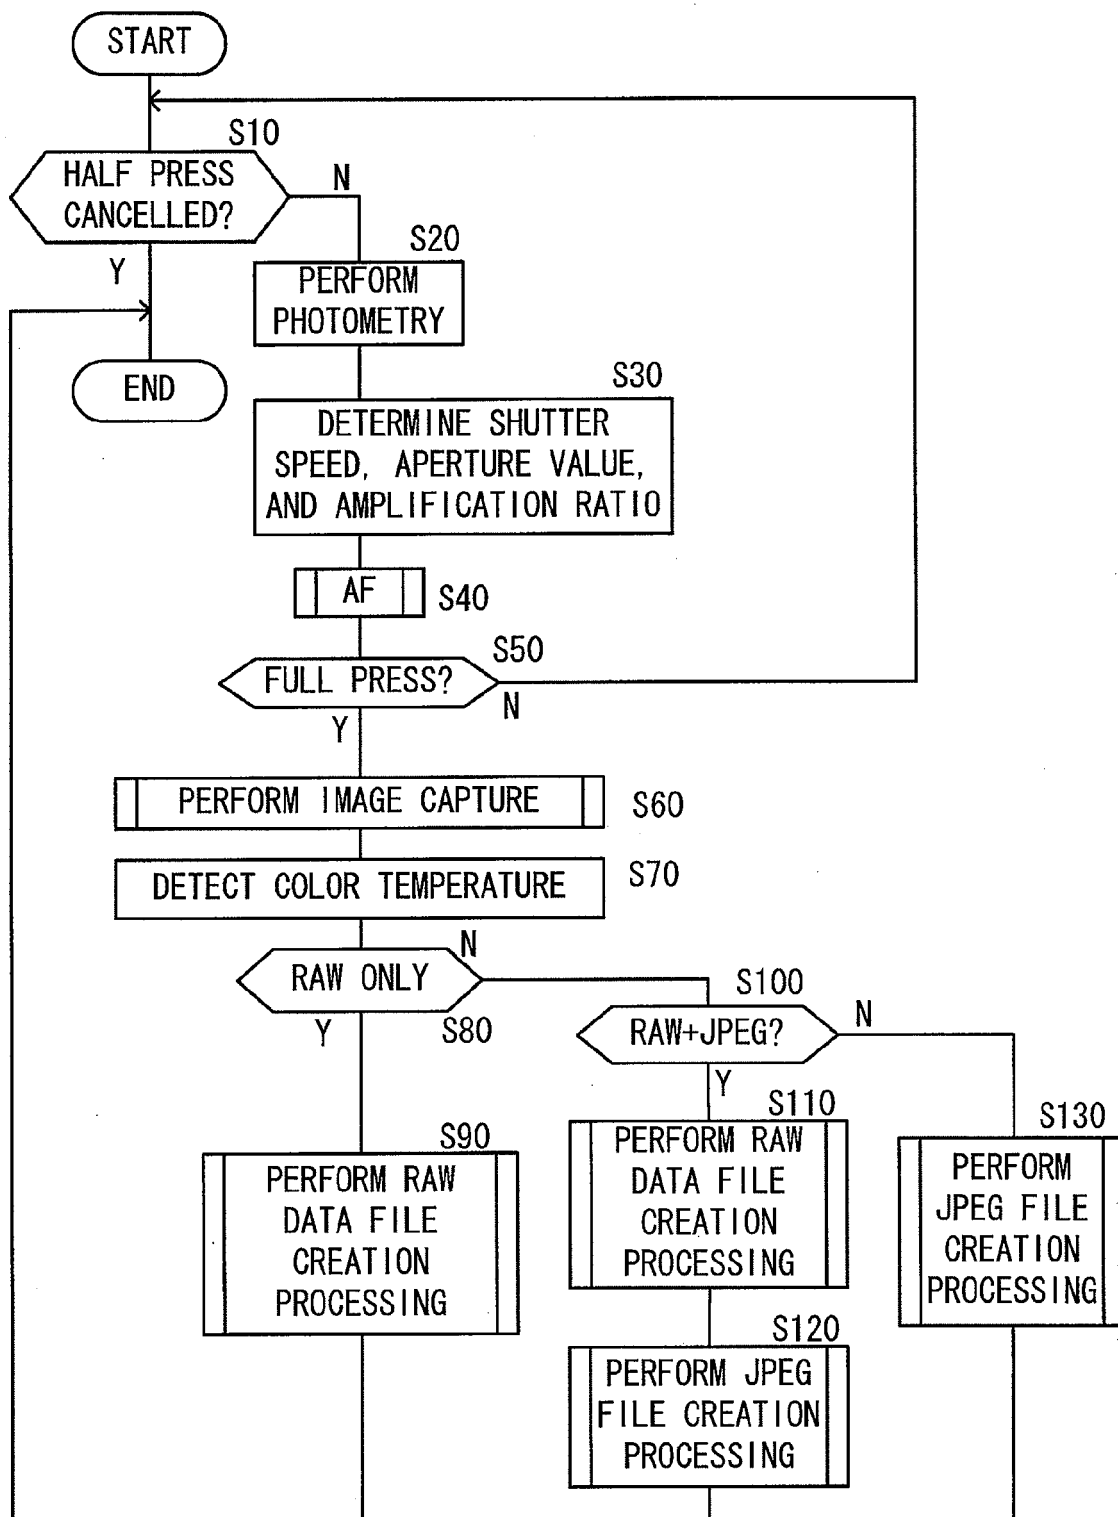 START
S10
HALF PRESS
CANCELLED?
N
Y
S20
PERFORM
PHOTOMETRY
END
S30
DETERMINE SHUTTER
SPEED, APERTURE VALUE,
AND AMPLIFICATION RATIO
AF
S40
S50
FULL PRESS?
N
Y
PERFORM IMAGE CAPTURE
S60
DETECT COLOR TEMPERATURE
S70
N
RAW ONLY
Y
S80
S100
RAW+JPEG?
N
Y
S90
PERFORM RAW
DATA FILE
CREATION
PROCESSING
S110
PERFORM RAW
DATA FILE
CREATION
PROCESSING
S130
PERFORM
JPEG FILE
CREATION
PROCESSING
S120
PERFORM JPEG
FILE CREATION
PROCESSING